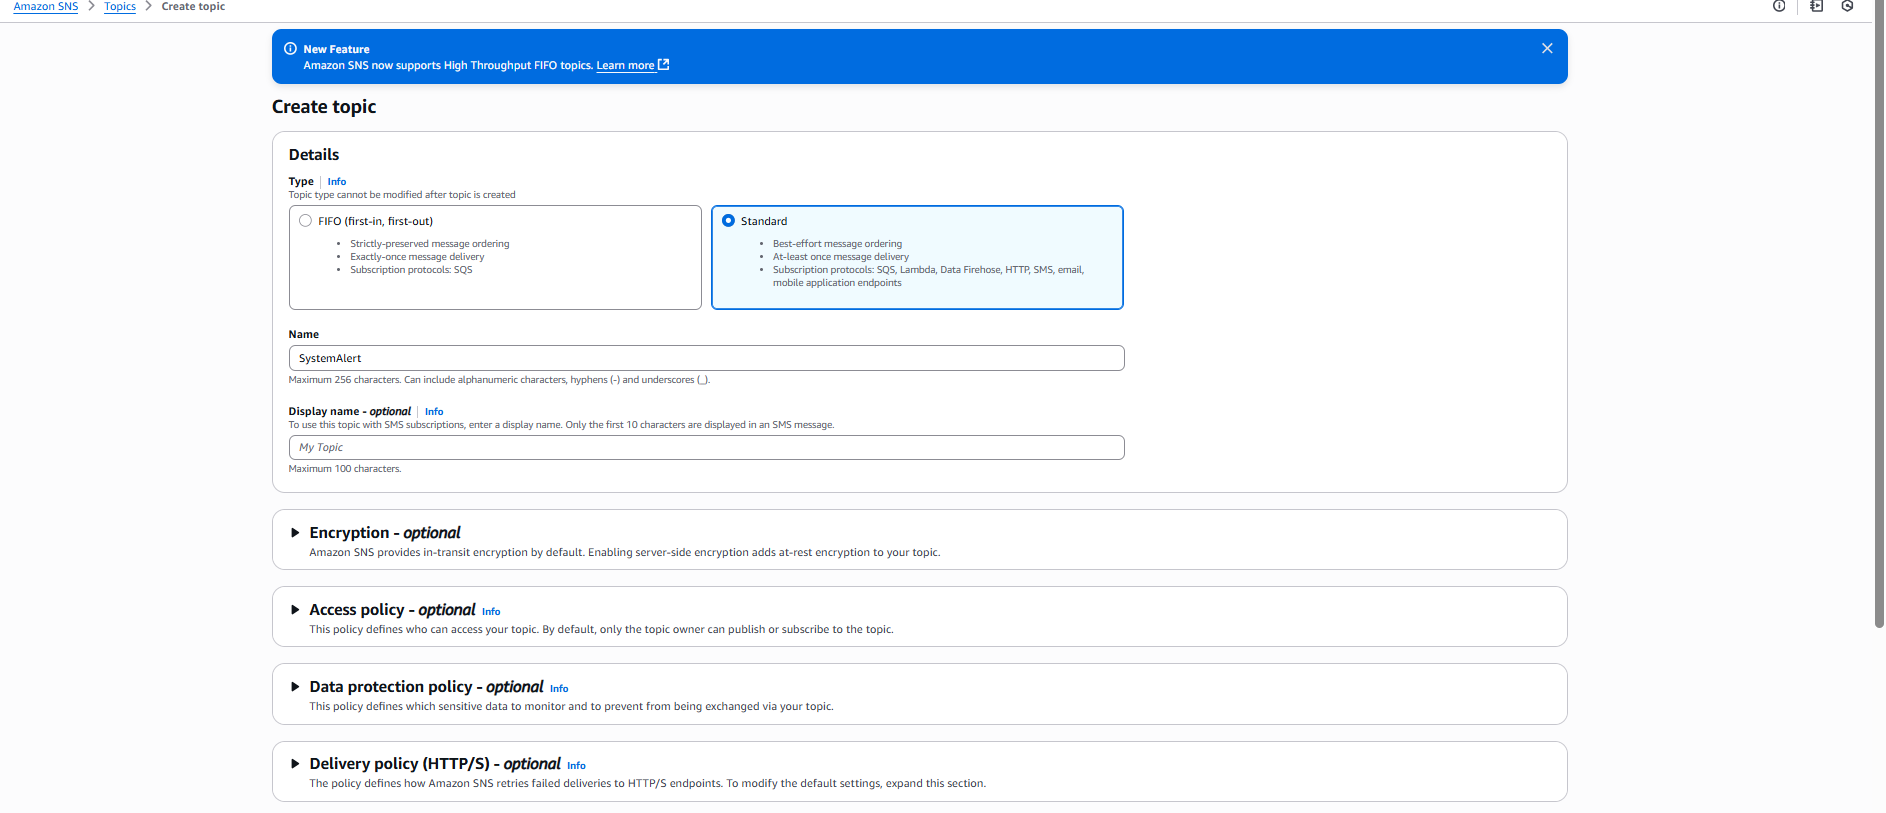 Amazon SNS > Topics > Create topic
New Feature
Amazon SNS now supports High Throughput FIFO topics. Learn more
Create topic
Details
Type Info
Topic type cannot be modified after topic is created
FIFO (first-in, first-out)
• Strictly-preserved message ordering
• Exactly-once message delivery
• Subscription protocols: SQS
Standard
• Best-effort message ordering
• At-least once message delivery
• Subscription protocols: SQS, Lambda, Data Firehose, HTTP, SMS, email,
mobile application endpoints
Name
SystemAlert
Maximum 256 characters. Can include alphanumeric characters, hyphens (-) and underscores (_).
Display name - optional Info
To use this topic with SMS subscriptions, enter a display name. Only the first 10 characters are displayed in an SMS message.
My Topic
Maximum 100 characters.
Encryption - optional
Amazon SNS provides in-transit encryption by default. Enabling server-side encryption adds at-rest encryption to your topic.
Access policy - optional Info
This policy defines who can access your topic. By default, only the topic owner can publish or subscribe to the topic.
Data protection policy - optional Info
This policy defines which sensitive data to monitor and to prevent from being exchanged via your topic.
Delivery policy (HTTP/S) - optional Info
The policy defines how Amazon SNS retries failed deliveries to HTTP/S endpoints. To modify the default settings, expand this section.